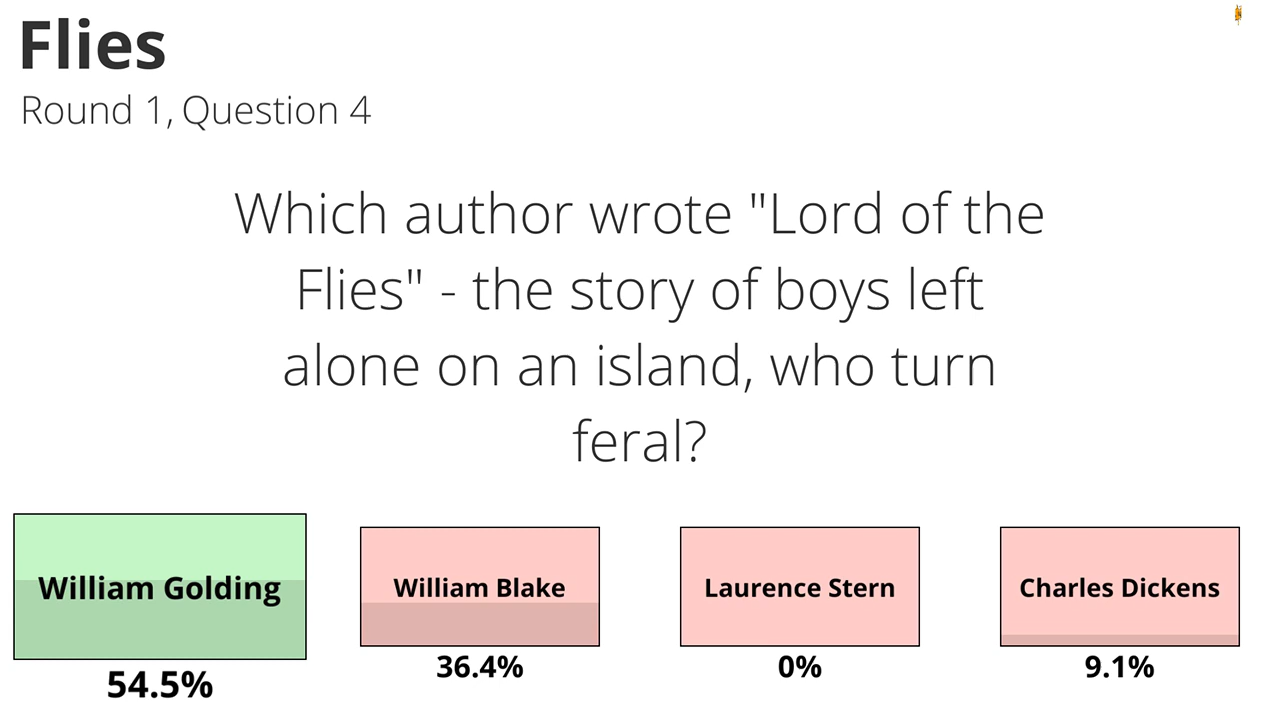 Flies
Round 1, Question 4
Which author wrote "Lord of the
Flies" - the story of boys left
alone on an island, who turn
feral?
William Golding
William Blake
Laurence Stern
Charles Dickens
54.5%
36.4%
0%
9.1%